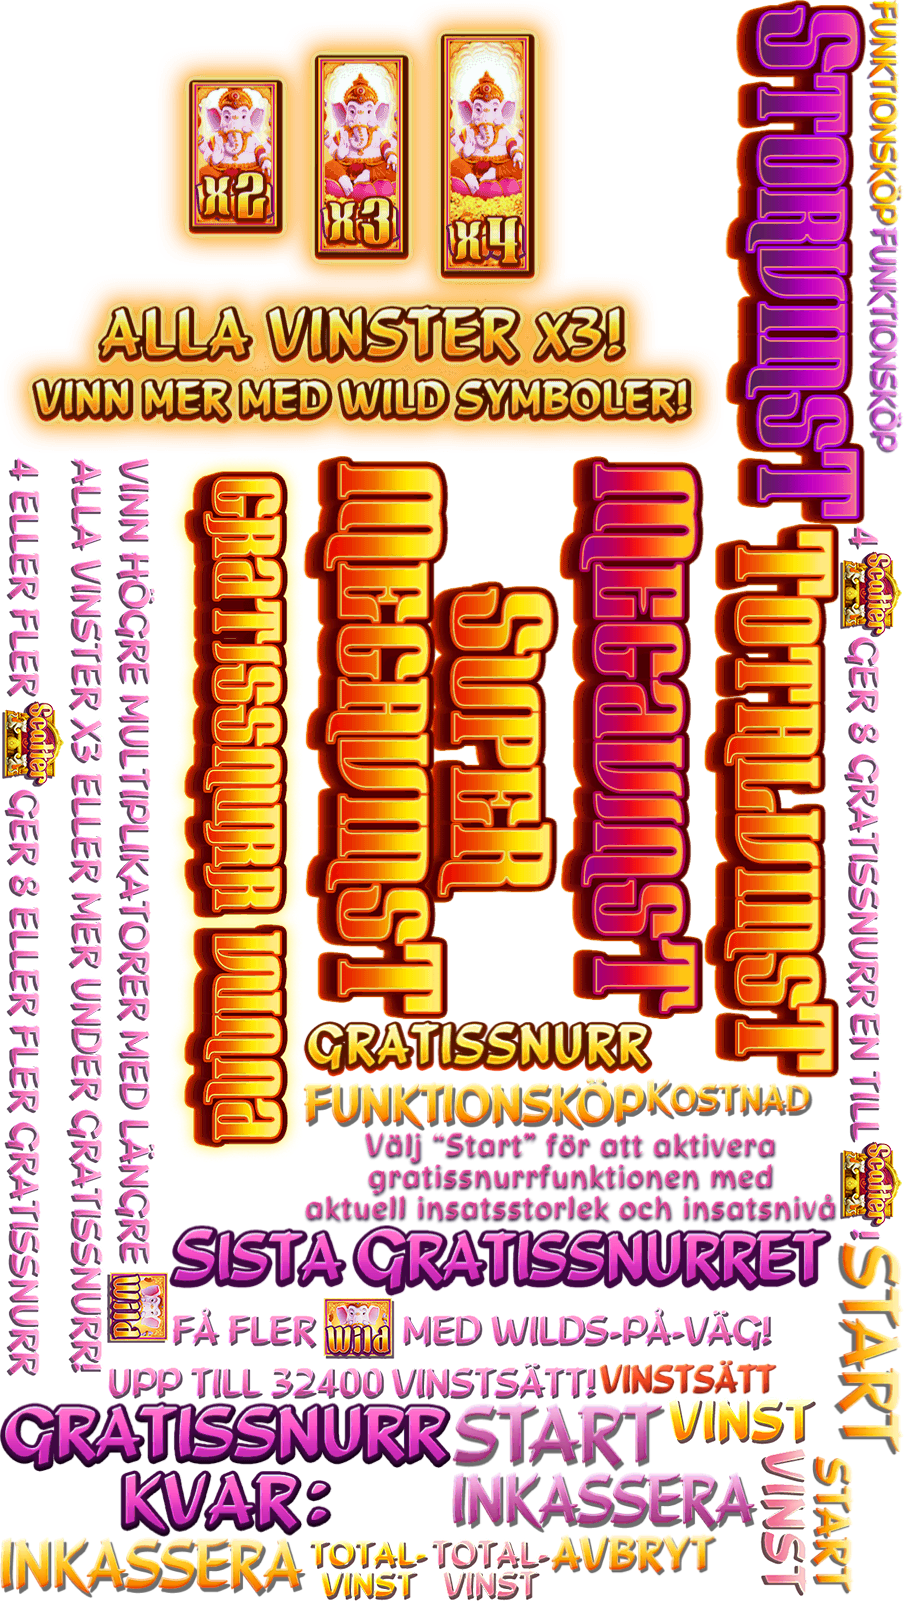 x2
x3
x4
ALLA VINSTER X3!
VINN MER MED WILD SYMBOLER!
STORVINST
FUNKTIONSKÖP
FUNKTIONSKÖP
4 ELLER FLER Scatter GER 8 ELLER FLER GRATISSNURR
ALLA VINSTER X3 ELLER MER UNDER GRATISSNURR!
VINN HÖGRE MULTIPLIKATORER MED LÄNGRE Wild
GRATISSNURR VUNNA
SUPER
MEGAVINST
MEGAVINST
TOTALVINST
4 Scatter GER 8 GRATISSNURR EN TILL Scatter !
GRATISSNURR
FUNKTIONSKÖP
KOSTNAD
Välj “Start” för att aktivera
gratissnurrfunktionen med
aktuell insatsstorlek och insatsnivå
SISTA GRATISSNURRET
FÅ FLER Wild MED WILDS-PÅ-VÄG!
UPP TILL 32400 VINSTSÄTT!
VINSTSÄTT
START
GRATISSNURR
KVAR:
START
VINST
INKASSERA
VINST
START
INKASSERA
TOTAL-
VINST
TOTAL-
VINST
AVBRYT